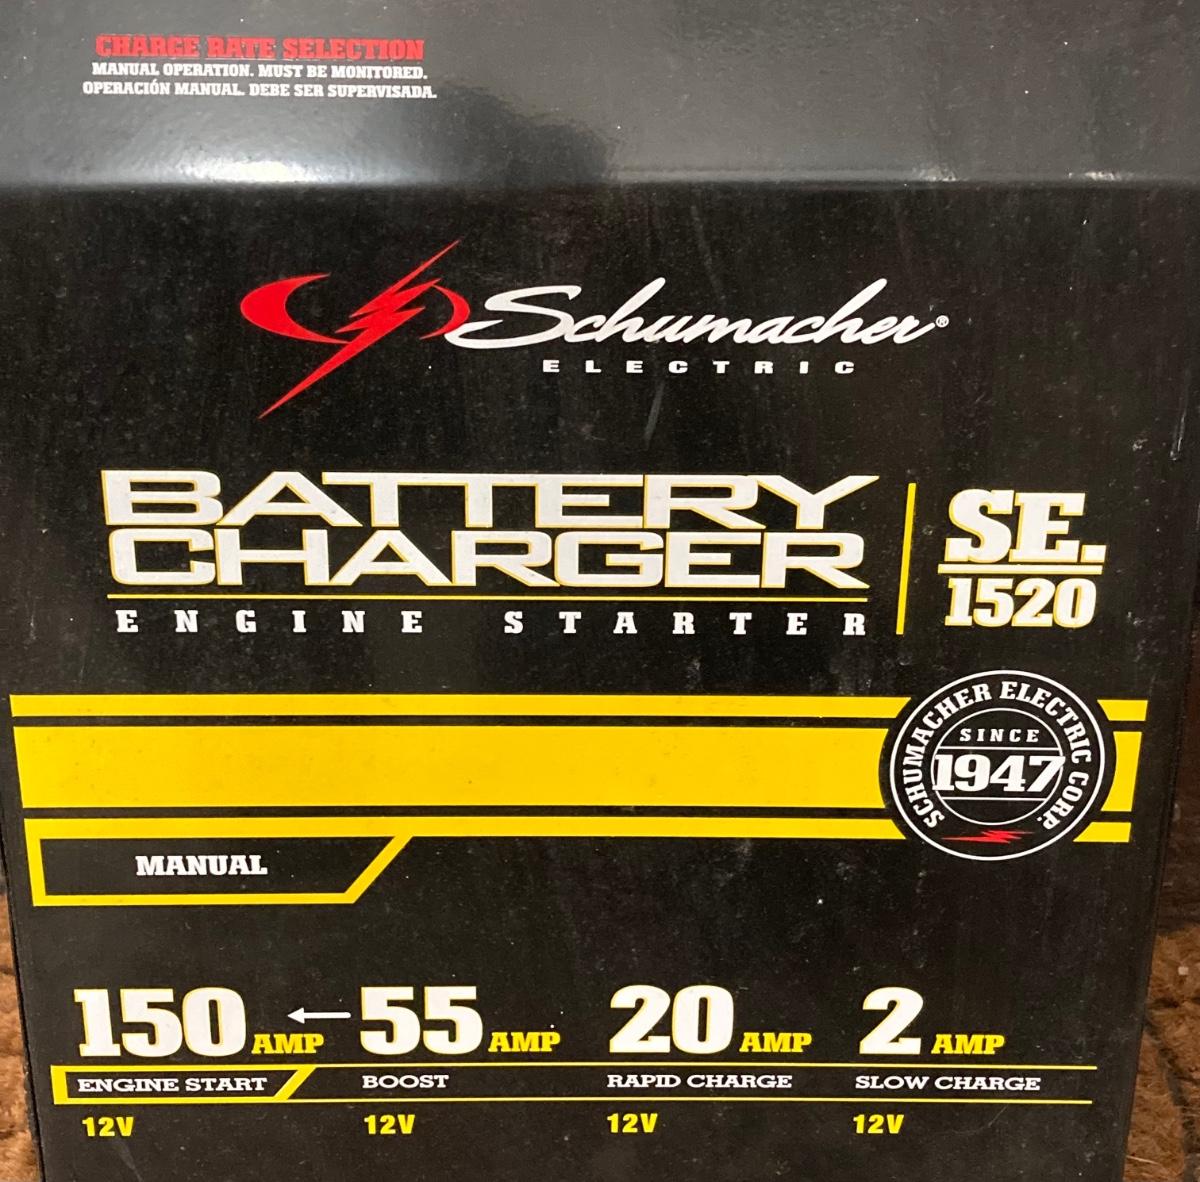 CHARGE RATE SELECTION
MANUAL OPERATION. MUST BE MONITORED.
OPERACIÓN MANUAL. DEBE SER SUPERVISADA.
Schumacher®
ELECTRIC
BATTERY
CHARGER
ENGINE STARTER
SE.
1520
SCHUMACHER ELECTRIC CORP.
SINCE
1947
MANUAL
150 AMP ← 55 AMP 20 AMP 2 AMP
ENGINE START BOOST RAPID CHARGE SLOW CHARGE
12V 12V 12V 12V